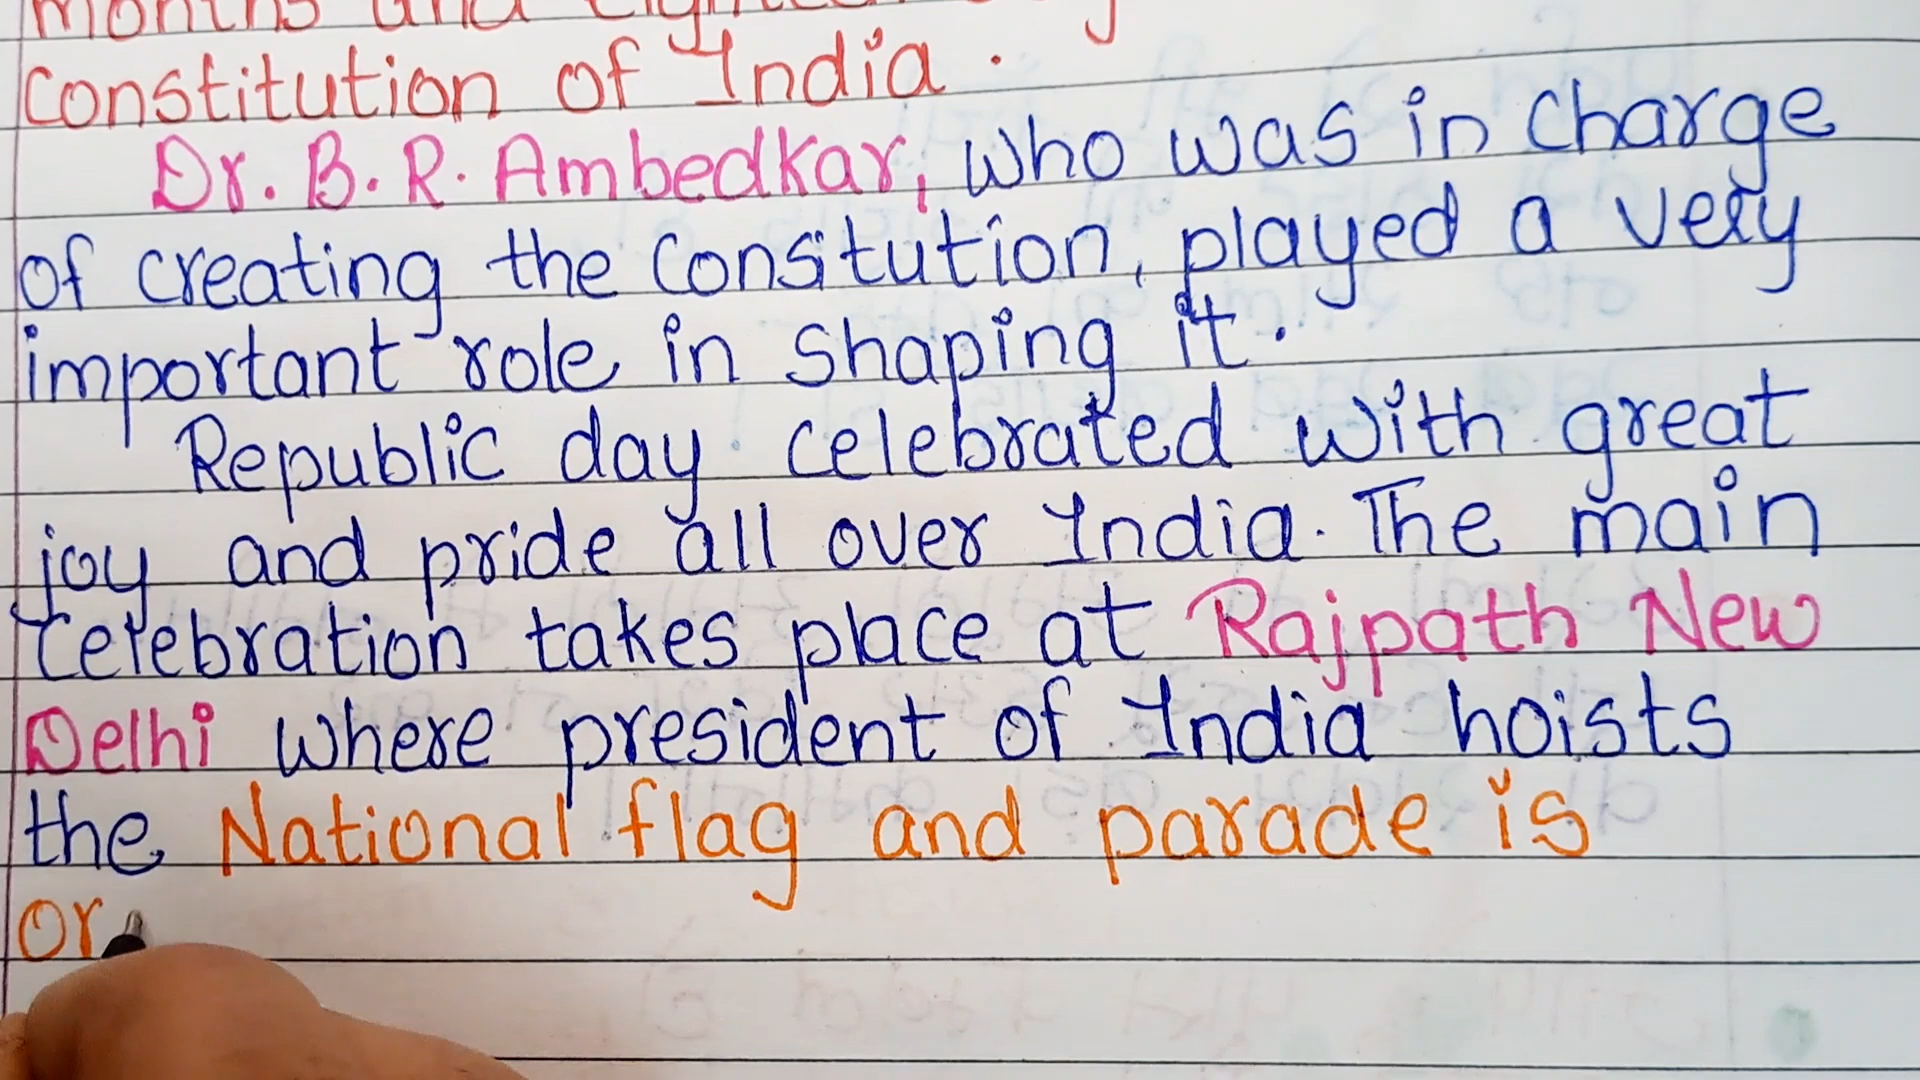 months and
Constitution of India.
Dr. B. R. Ambedkar, who was in charge
of creating the Consitution, played a very
important role in shaping it.
Republic day celebrated with great
joy and pride all over India. The main
celebration takes place at Rajpath New
Delhi where president of India hoists
the National flag and parade is
or